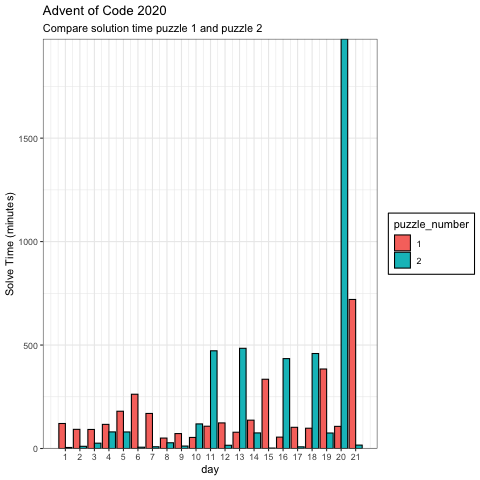 Advent of Code 2020
Compare solution time puzzle 1 and puzzle 2
1500
1000
500
0
Solve Time (minutes)
1 2 3 4 5 6 7 8 9 10 11 12 13 14 15 16 17 18 19 20 21
day
puzzle_number
1
2